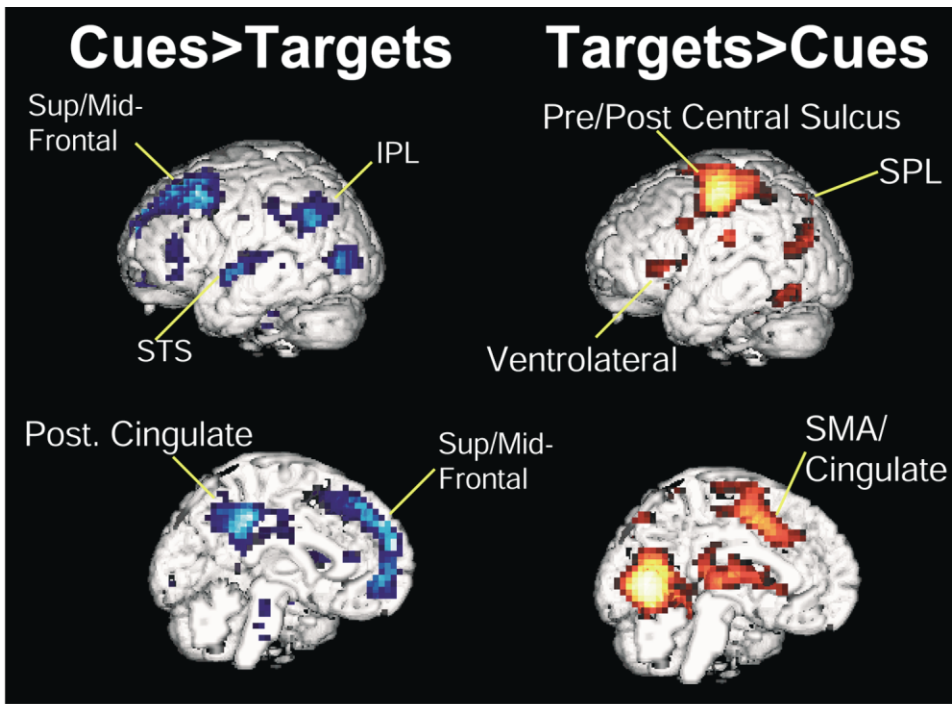 Cues>Targets
Sup/Mid-
Frontal
IPL
STS
Targets>Cues
Pre/Post Central Sulcus
SPL
Ventrolateral
Post. Cingulate
Sup/Mid-
Frontal
SMA/
Cingulate